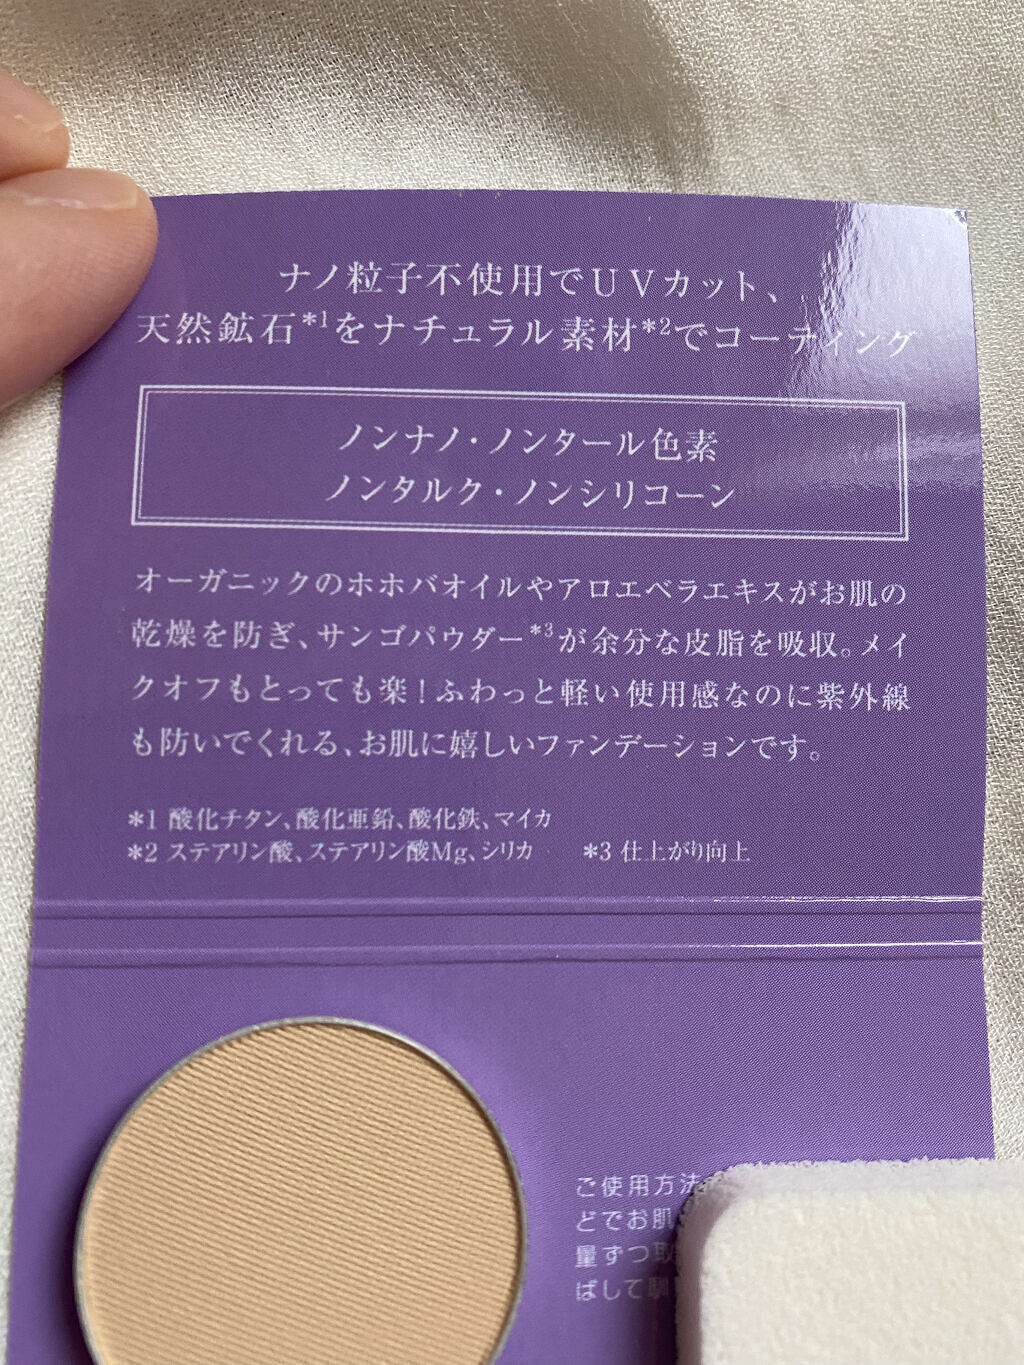 ナノ粒子不使用でUVカット、
天然鉱石*1をナチュラル素材*2でコーティング
ノンナノ・ノンタール色素
ノンタルク・ノンシリコーン
オーガニックのホホバオイルやアロエベラエキスがお肌の
乾燥を防ぎ、サンゴパウダー*3が余分な皮脂を吸収。メイ
クオフもとっても楽!ふわっと軽い使用感なのに紫外線
も防いでくれる、お肌に嬉しいファンデーションです。
*1 酸化チタン、酸化亜鉛、酸化鉄、マイカ
*2 ステアリン酸、ステアリン酸Mg、シリカ *3 仕上がり向上
ご使用方法
どでお肌
量ずつ取
ばして馴